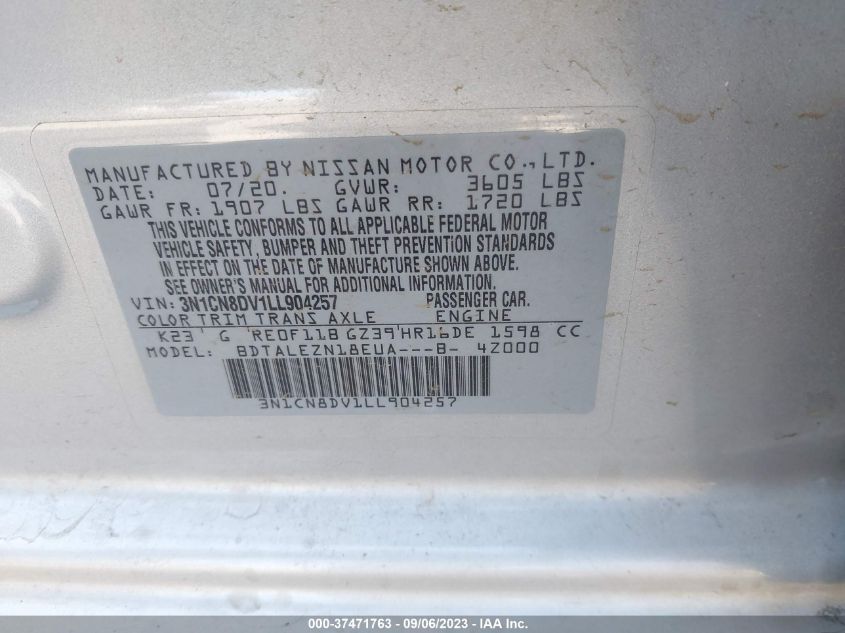 MANUFACTURED BY NISSAN MOTOR CO., LTD.
DATE: 07/20. GVWR: 3605 LBS
GAWR FR: 1907 LBS GAWR RR: 1720 LBS
THIS VEHICLE CONFORMS TO ALL APPLICABLE FEDERAL MOTOR
VEHICLE SAFETY, BUMPER AND THEFT PREVENTION STANDARDS
IN EFFECT ON THE DATE OF MANUFACTURE SHOWN ABOVE.
SEE OWNER'S MANUAL FOR ADDITIONAL INFORMATION.
VIN: 3N1CN8DV1LL904257 PASSENGER CAR.
COLOR TRIM TRANS AXLE ENGINE
K23 G RE0F11B GZ39 HR16DE 1598 CC
MODEL: BDTALEZN18EUA---B- 4Z000
3N1CN8DV1LL904257
000-37471763 - 09/06/2023 - IAA Inc.